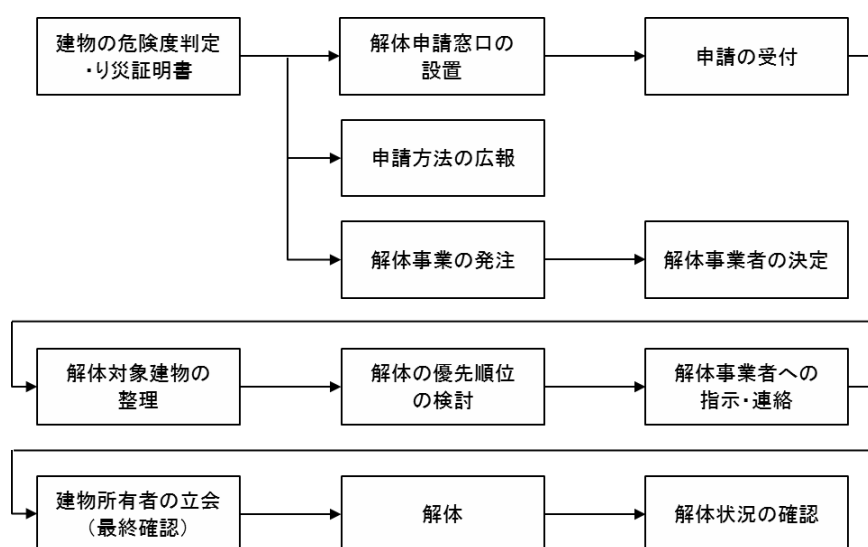 建物の危険度判定
・り災証明書
解体申請窓口の
設置
申請の受付
申請方法の広報
解体事業の発注
解体事業者の決定
解体対象建物の
整理
解体の優先順位
の検討
解体事業者への
指示・連絡
建物所有者の立会
（最終確認）
解体
解体状況の確認